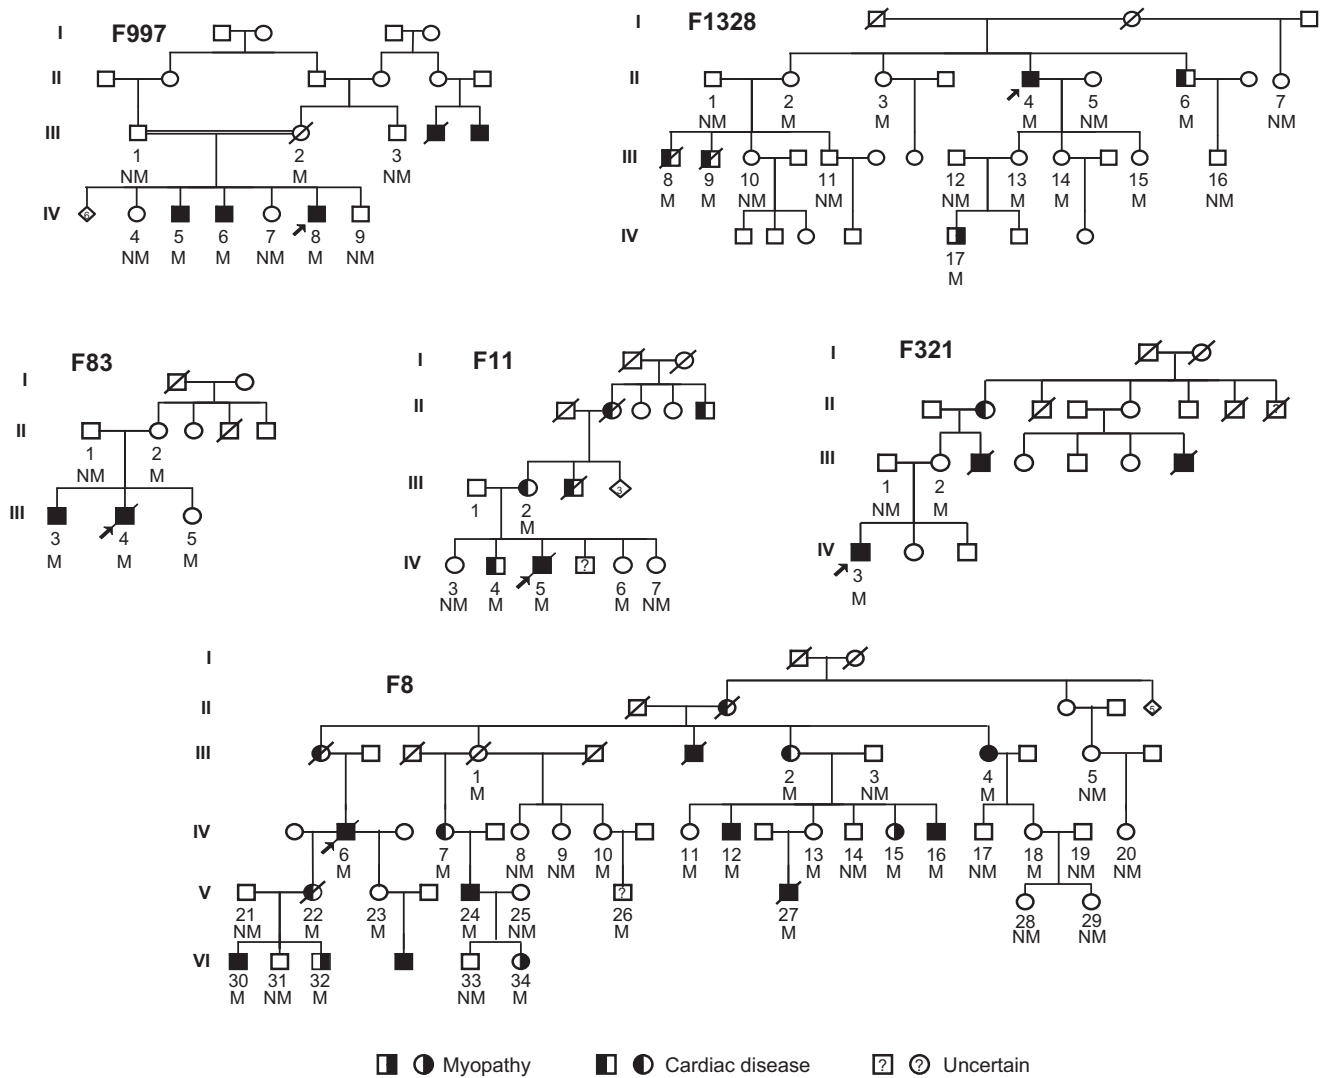 I F997
II
III
1 2 3
NM M NM
IV 6
4 5 6 7 8 9
NM M M NM M NM
I F1328
II
1 2 3 4 5 6 7
NM M M M NM M NM
III
8 9 10 11 12 13 14 15 16
M M NM NM NM M M M NM
IV
17
M
F83
I
II
1 2
NM M
III
3 4 5
M M M
I F11
II
III 3
1 2
M
IV ?
3 4 5 6 7
NM M M M NM
I F321
II ?
III
1 2
NM M
IV
3
M
I
F8
II 5
III
1 2 3 4 5
M M NM M NM
IV
6 7 8 9 10 11 12 13 14 15 16 17 18 19 20
M M NM NM M M M M NM M M NM M NM NM
V ?
21 22 23 24 25 26 27 28 29
NM M M M NM M M NM NM
VI
30 31 32 33 34
M NM M NM M
Myopathy Cardiac disease ? ? Uncertain